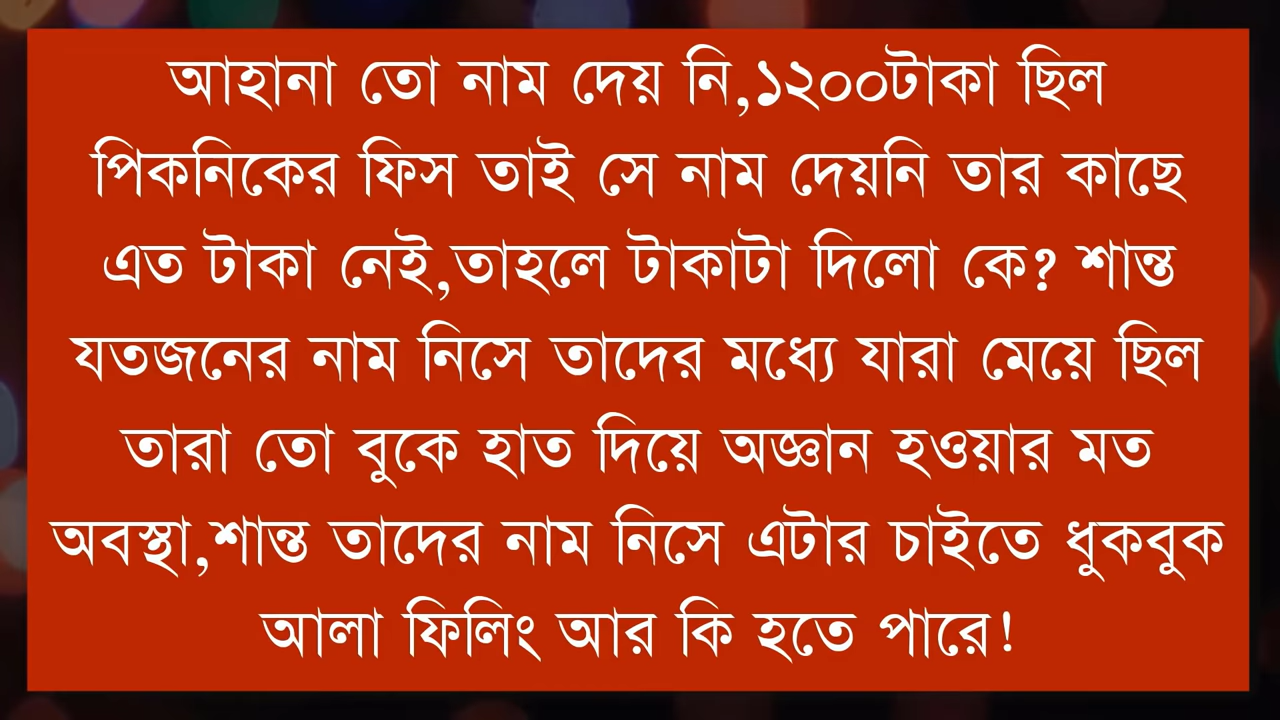 আহানা তো নাম দেয় নি,১২০০টাকা ছিল
পিকনিকের ফিস তাই সে নাম দেয়নি তার কাছে
এত টাকা নেই,তাহলে টাকাটা দিলো কে? শান্ত
যতজনের নাম নিসে তাদের মধ্যে যারা মেয়ে ছিল
তারা তো বুকে হাত দিয়ে অজ্ঞান হওয়ার মত
অবস্থা,শান্ত তাদের নাম নিসে এটার চাইতে ধুকবুক
আলা ফিলিং আর কি হতে পারে!